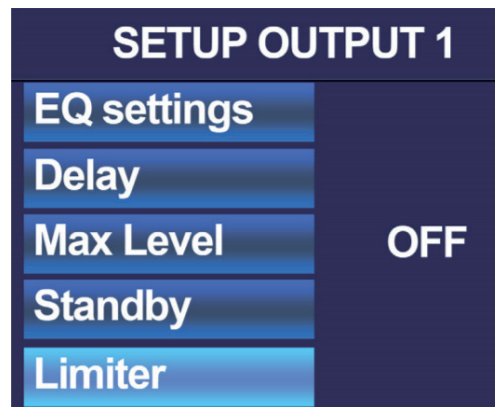 SETUP OUTPUT 1
EQ settings
Delay
Max Level OFF
Standby
Limiter